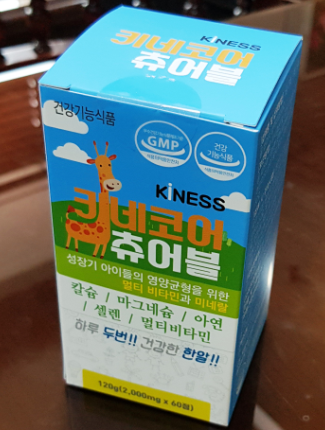 KiNESS
키네코어
츄어블
건강기능식품
GMP
건강
기능식품
KiNESS
키네코어
츄어블
성장기 아이들의 영양균형을 위한
멀티 비타민과 미네랄
칼슘 / 마그네슘 / 아연
/ 셀렌 / 멀티비타민
하루 두번!! 건강한 한알!!
120g(2,000mg x 60정)